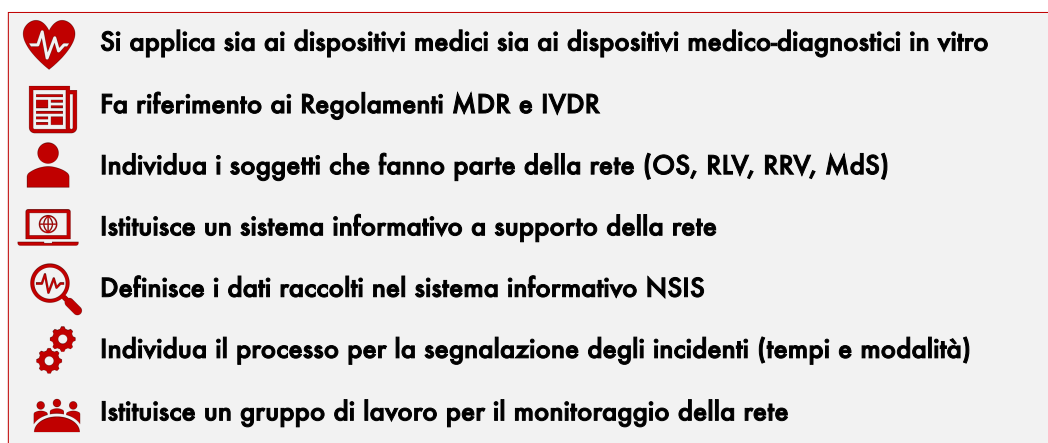 Si applica sia ai dispositivi medici sia ai dispositivi medico-diagnostici in vitro
Fa riferimento ai Regolamenti MDR e IVDR
Individua i soggetti che fanno parte della rete (OS, RLV, RRV, MdS)
Istituisce un sistema informativo a supporto della rete
Definisce i dati raccolti nel sistema informativo NSIS
Individua il processo per la segnalazione degli incidenti (tempi e modalità)
Istituisce un gruppo di lavoro per il monitoraggio della rete